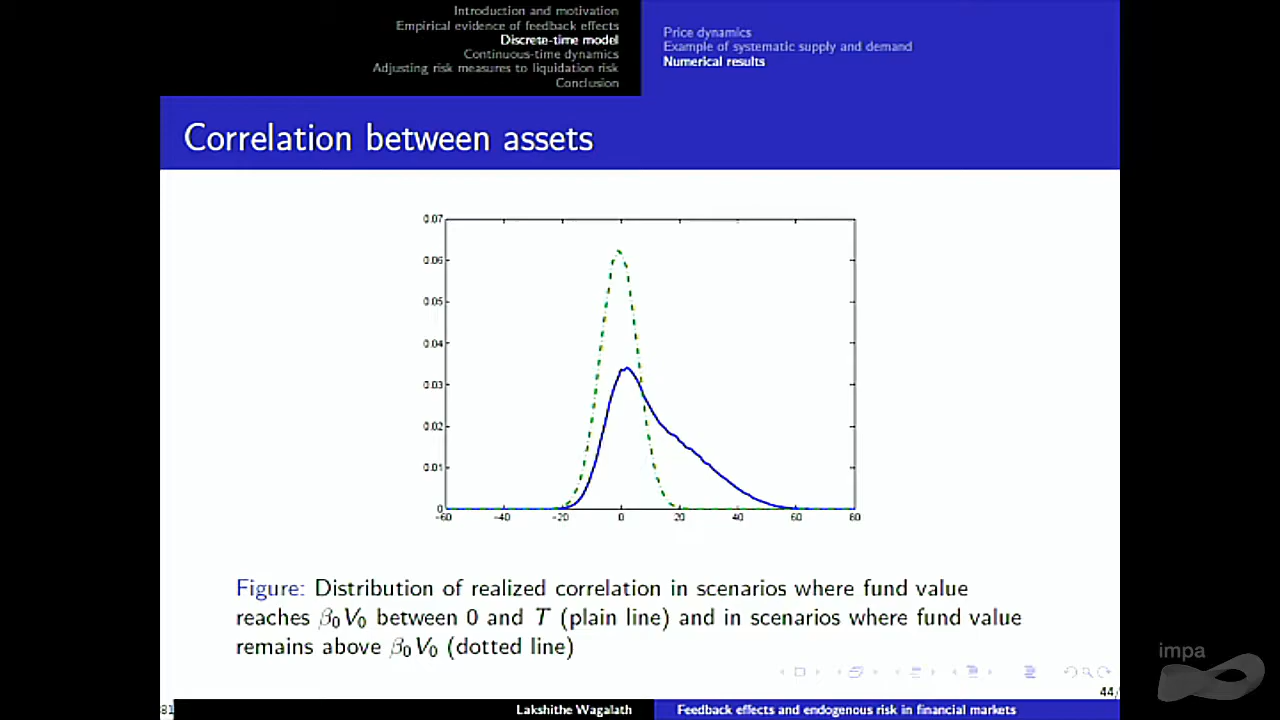 Introduction and motivation
Empirical evidence of feedback effects
Discrete-time model
Continuous-time dynamics
Adjusting risk measures to liquidation risk
Conclusion
Price dynamics
Example of systematic supply and demand
Numerical results
Correlation between assets
0.07
0.06
0.05
0.04
0.03
0.02
0.01
0
-60 -40 -20 0 20 40 60 80
Figure: Distribution of realized correlation in scenarios where fund value
reaches β₀V₀ between 0 and T (plain line) and in scenarios where fund value
remains above β₀V₀ (dotted line)
impa
44/
81
Lakshithe Wagalath
Feedback effects and endogenous risk in financial markets